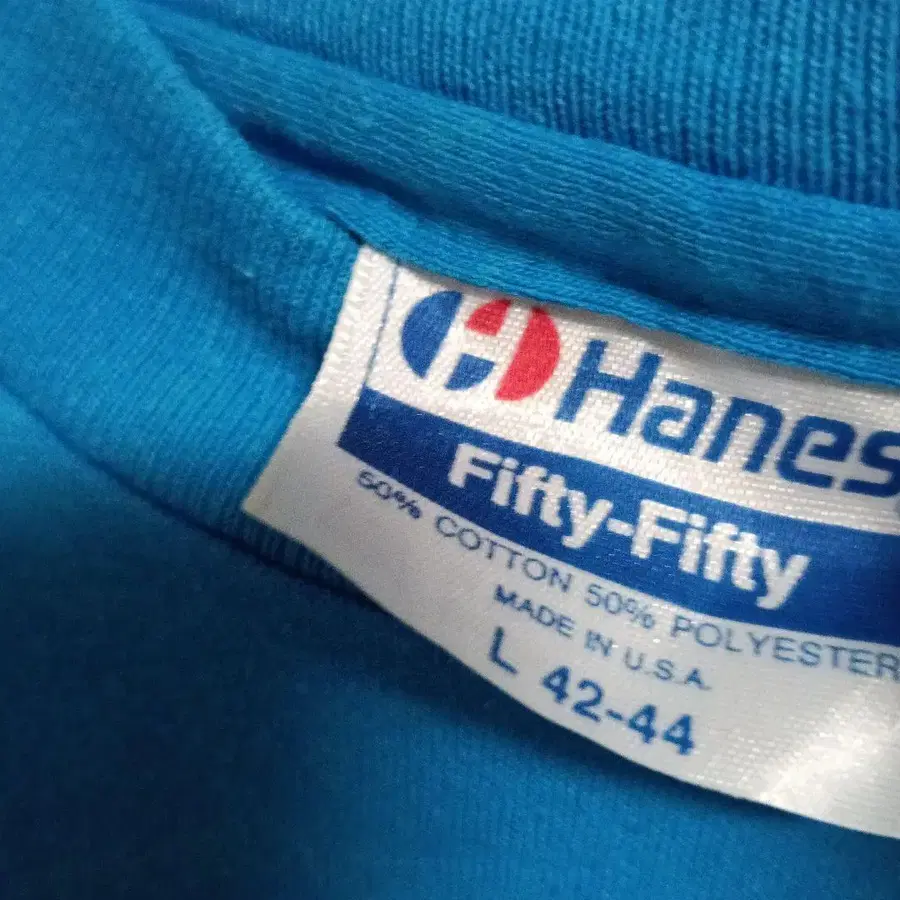 Hanes
Fifty-Fifty
50% COTTON 50% POLYESTER
MADE IN U.S.A.
L 42-44